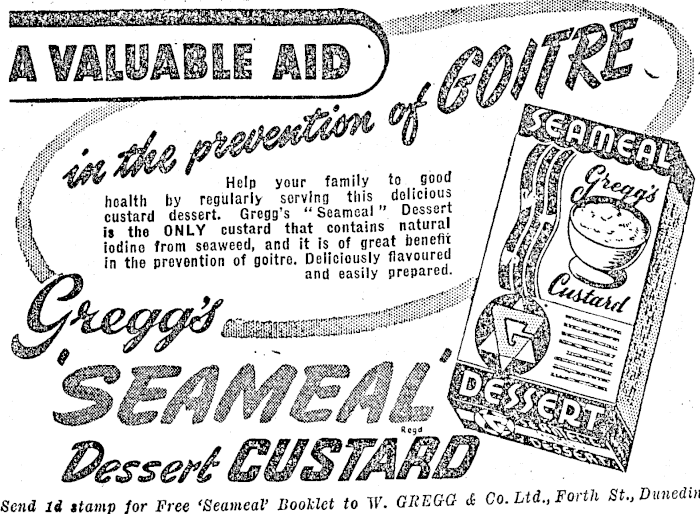 A VALUABLE AID
in the prevention of GOITRE
Help your family to good
health by regularly serving this delicious
custard dessert. Gregg's "Seameal" Dessert
is the ONLY custard that contains natural
iodine from seaweed, and it is of great benefit
in the prevention of goitre. Deliciously flavoured
and easily prepared.
Gregg's
'SEAMEAL'
Regd
Dessert CUSTARD
SEAMEAL
Gregg's
Custard
G
DESSERT
DESSERT
Send 1d stamp for Free 'Seameal' Booklet to W. GREGG & Co. Ltd., Forth St., Dunedin